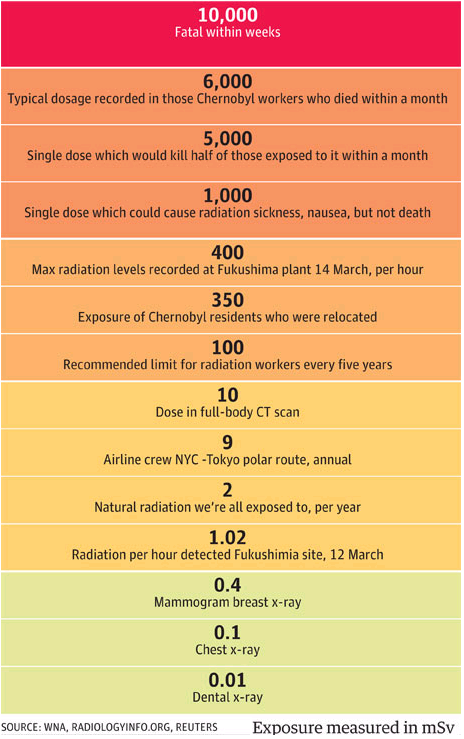 10,000
Fatal within weeks
6,000
Typical dosage recorded in those Chernobyl workers who died within a month
5,000
Single dose which would kill half of those exposed to it within a month
1,000
Single dose which could cause radiation sickness, nausea, but not death
400
Max radiation levels recorded at Fukushima plant 14 March, per hour
350
Exposure of Chernobyl residents who were relocated
100
Recommended limit for radiation workers every five years
10
Dose in full-body CT scan
9
Airline crew NYC -Tokyo polar route, annual
2
Natural radiation we're all exposed to, per year
1.02
Radiation per hour detected Fukushimia site, 12 March
0.4
Mammogram breast x-ray
0.1
Chest x-ray
0.01
Dental x-ray
SOURCE: WNA, RADIOLOGYINFO.ORG, REUTERS Exposure measured in mSv